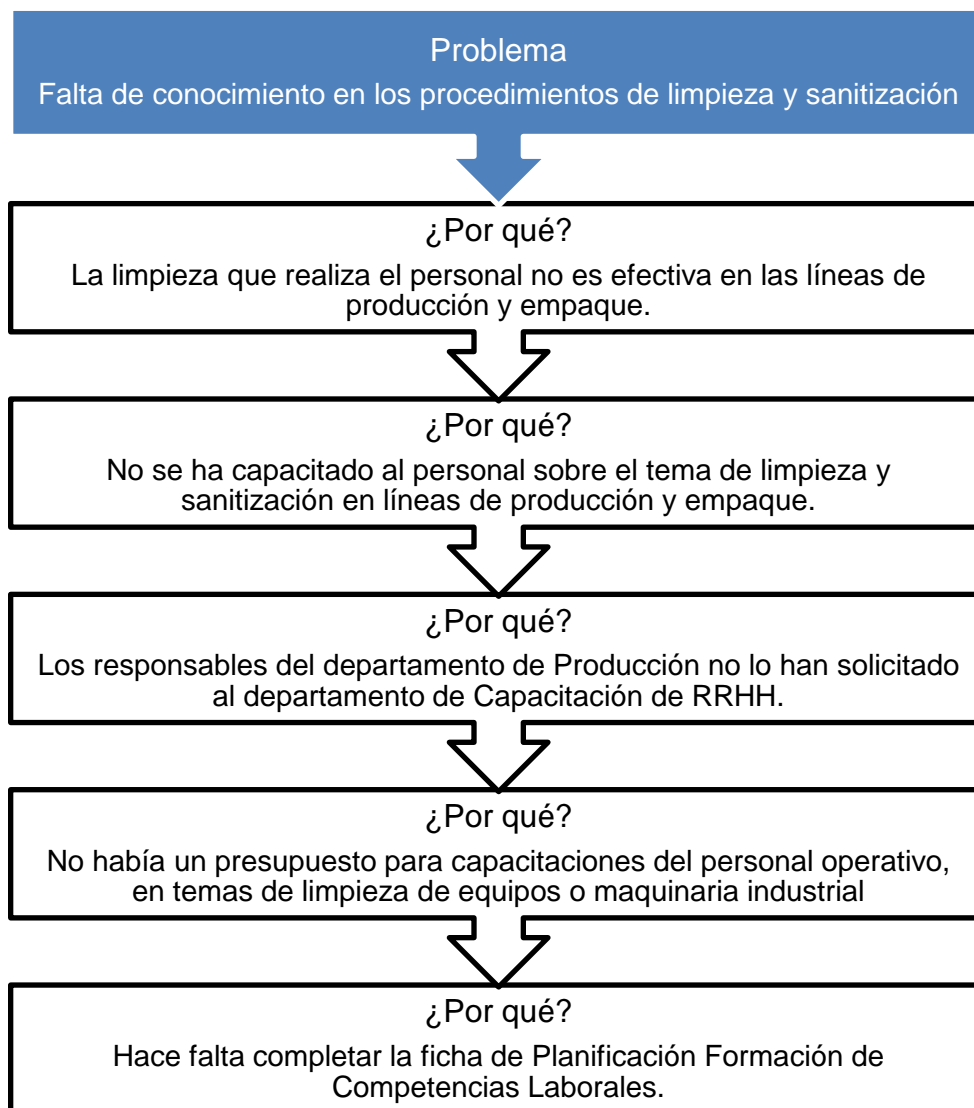 Problema
Falta de conocimiento en los procedimientos de limpieza y sanitización
¿Por qué?
La limpieza que realiza el personal no es efectiva en las líneas de
producción y empaque.
¿Por qué?
No se ha capacitado al personal sobre el tema de limpieza y
sanitización en líneas de producción y empaque.
¿Por qué?
Los responsables del departamento de Producción no lo han solicitado
al departamento de Capacitación de RRHH.
¿Por qué?
No había un presupuesto para capacitaciones del personal operativo,
en temas de limpieza de equipos o maquinaria industrial
¿Por qué?
Hace falta completar la ficha de Planificación Formación de
Competencias Laborales.